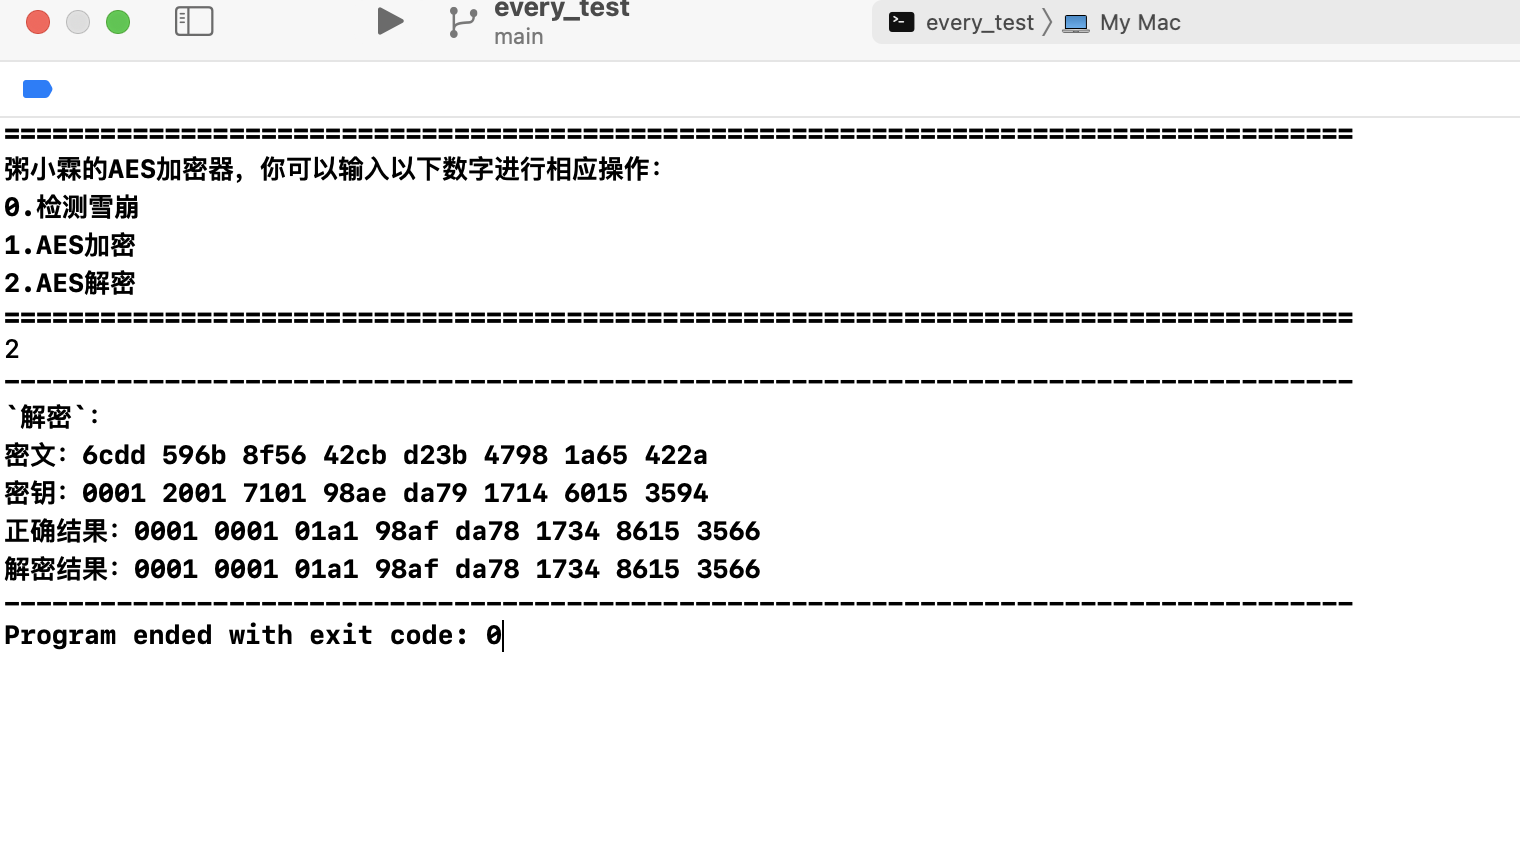 every_test
main
every_test 〉 My Mac
=====================================================================================
粥小霖的AES加密器，你可以输入以下数字进行相应操作：
0.检测雪崩
1.AES加密
2.AES解密
=====================================================================================
2
-------------------------------------------------------------------------------------
`解密`：
密文：6cdd 596b 8f56 42cb d23b 4798 1a65 422a
密钥：0001 2001 7101 98ae da79 1714 6015 3594
正确结果：0001 0001 01a1 98af da78 1734 8615 3566
解密结果：0001 0001 01a1 98af da78 1734 8615 3566
-------------------------------------------------------------------------------------
Program ended with exit code: 0